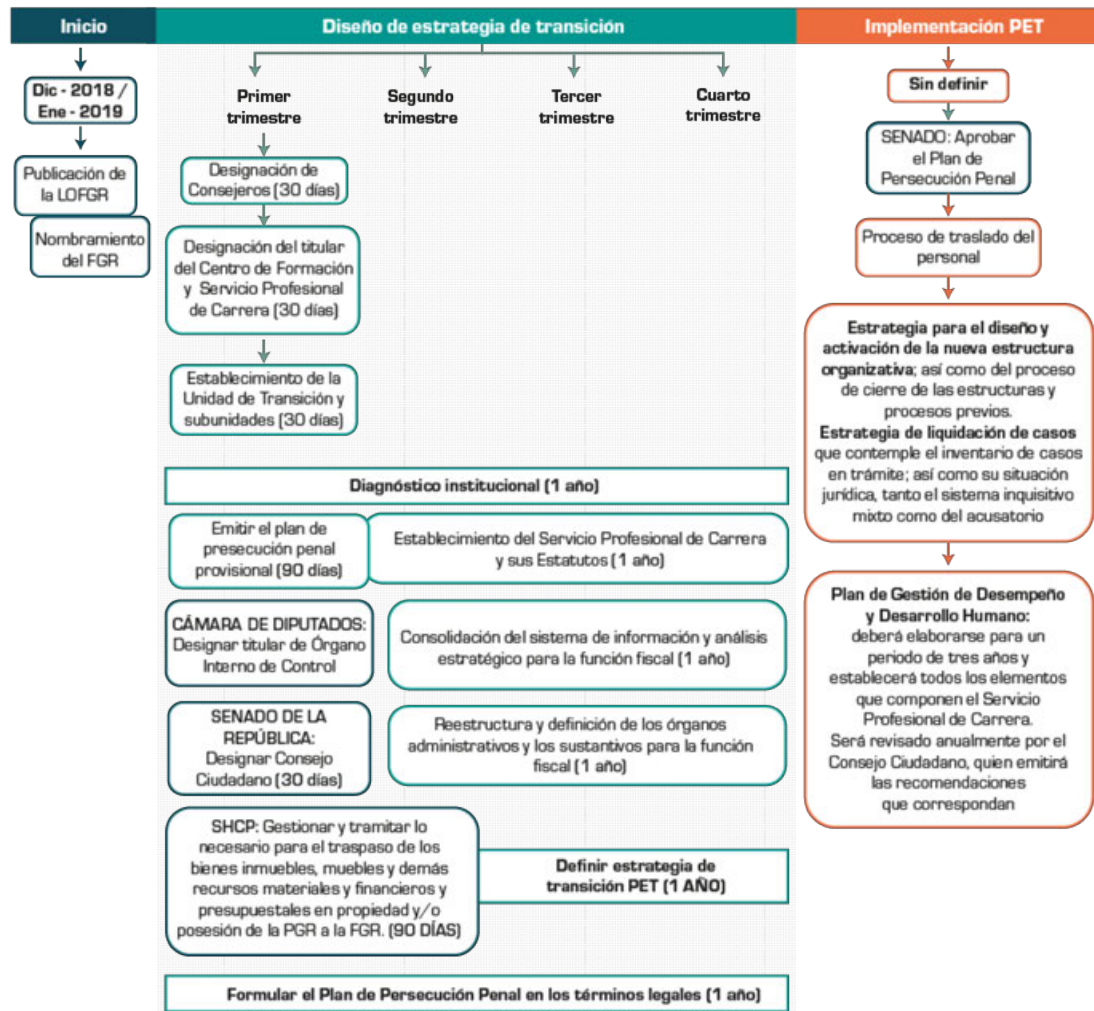 Inicio
Dic - 2018 /
Ene - 2019
Publicación de
la LOFGR
Nombramiento
del FGR
Diseño de estrategia de transición
Primer
trimestre
Segundo
trimestre
Tercer
trimestre
Cuarto
trimestre
Designación de
Consejeros (30 días)
Designación del titular
del Centro de Formación
y Servicio Profesional
de Carrera (30 días)
Establecimiento de la
Unidad de Transición y
subunidades (30 días)
Diagnóstico institucional (1 año)
Emitir el plan de
presecución penal
provisional (90 días)
Establecimiento del Servicio Profesional de Carrera
y sus Estatutos (1 año)
CÁMARA DE DIPUTADOS:
Designar titular de Órgano
Interno de Control
Consolidación del sistema de información y análisis
estratégico para la función fiscal (1 año)
SENADO DE LA
REPÚBLICA:
Designar Consejo
Ciudadano (30 días)
Reestructura y definición de los órganos
administrativos y los sustantivos para la función
fiscal (1 año)
SHCP: Gestionar y tramitar lo
necesario para el traspaso de los
bienes inmuebles, muebles y demás
recursos materiales y financieros y
presupuestales en propiedad y/o
posesión de la PGR a la FGR. (90 DÍAS)
Definir estrategia de
transición PET (1 AÑO)
Formular el Plan de Persecución Penal en los términos legales (1 año)
Implementación PET
Sin definir
SENADO: Aprobar
el Plan de
Persecución Penal
Proceso de traslado del
personal
Estrategia para el diseño y
activación de la nueva estructura
organizativa; así como del proceso
de cierre de las estructuras y
procesos previos.
Estrategia de liquidación de casos
que contemple el inventario de casos
en trámite; así como su situación
jurídica, tanto el sistema inquisitivo
mixto como del acusatorio
Plan de Gestión de Desempeño
y Desarrollo Humano:
deberá elaborarse para un
periodo de tres años y
establecerá todos los elementos
que componen el Servicio
Profesional de Carrera.
Será revisado anualmente por el
Consejo Ciudadano, quien emitirá
las recomendaciones
que correspondan